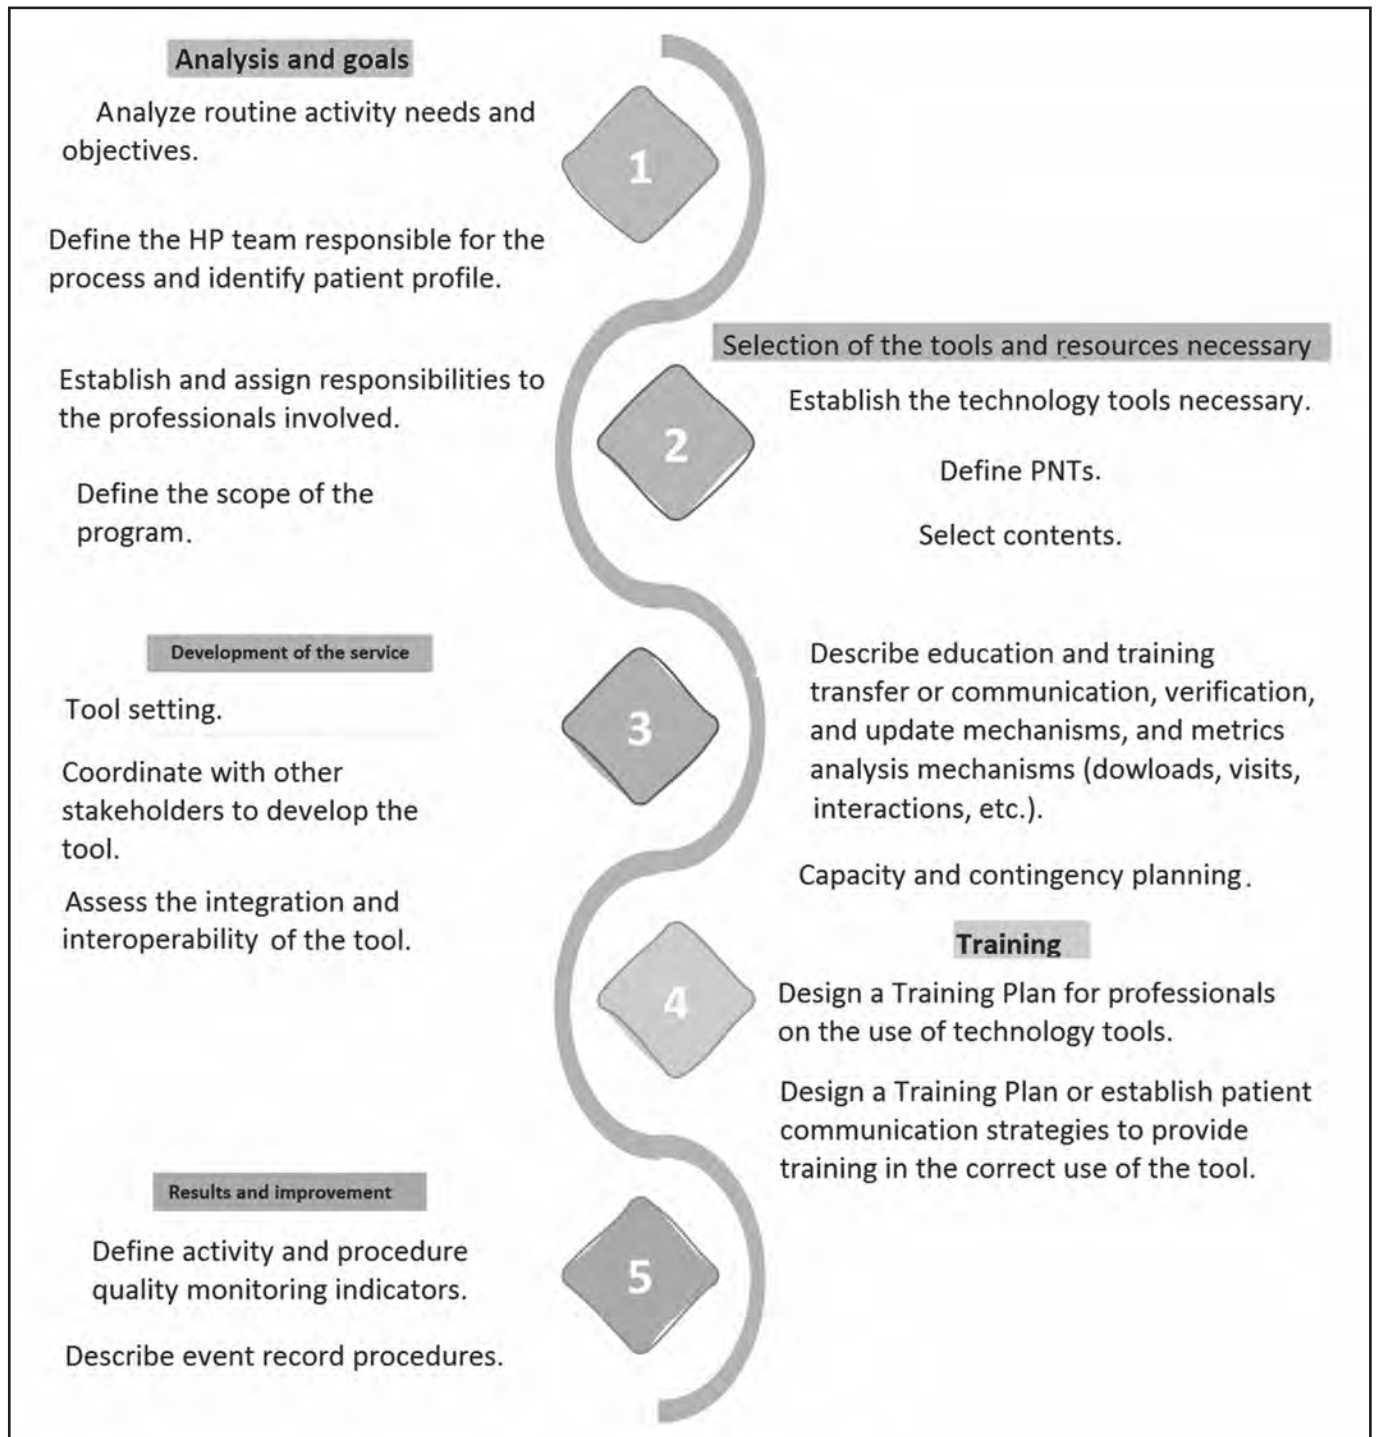 Analysis and goals
Analyze routine activity needs and
objectives.
Define the HP team responsible for the
process and identify patient profile.
Establish and assign responsibilities to
the professionals involved.
Define the scope of the
program.
1
Selection of the tools and resources necessary
Establish the technology tools necessary.
Define PNTs.
Select contents.
2
Describe education and training
transfer or communication, verification,
and update mechanisms, and metrics
analysis mechanisms (dowloads, visits,
interactions, etc.).
Capacity and contingency planning.
Development of the service
Tool setting.
Coordinate with other
stakeholders to develop the
tool.
Assess the integration and
interoperability of the tool.
3
Training
Design a Training Plan for professionals
on the use of technology tools.
Design a Training Plan or establish patient
communication strategies to provide
training in the correct use of the tool.
4
Results and improvement
Define activity and procedure
quality monitoring indicators.
Describe event record procedures.
5